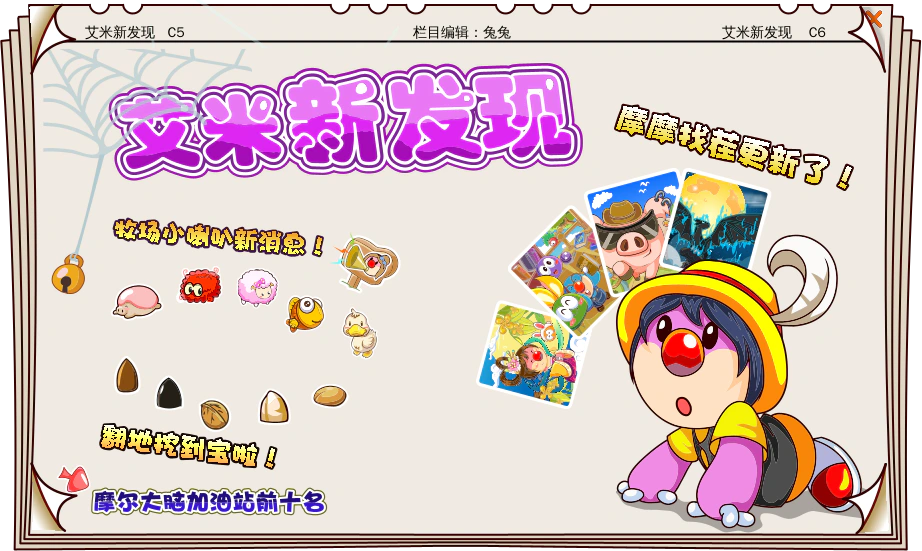 艾米新发现 C5
栏目编辑：兔兔
艾米新发现 C6
艾米新发现
摩摩找茬更新了！
牧场小喇叭新消息！
翻地挖到宝啦！
摩尔大脑加油站前十名